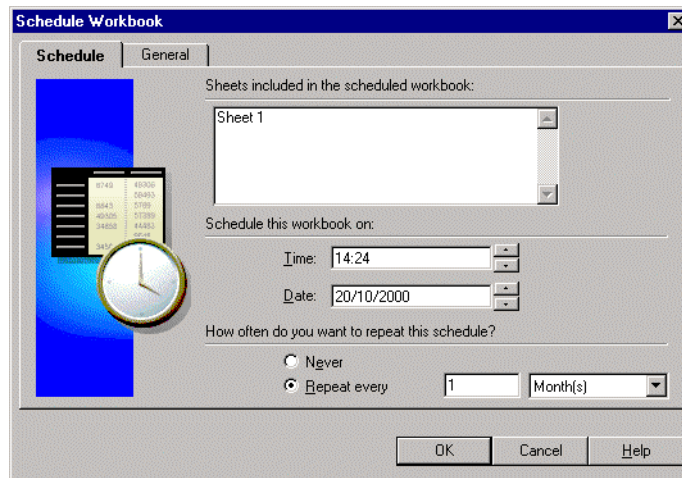 Schedule Workbook
Schedule General
Sheets included in the scheduled workbook:
Sheet 1
Schedule this workbook on:
Time: 14:24
Date: 20/10/2000
How often do you want to repeat this schedule?
Never
Repeat every 1 Month(s)
OK Cancel Help